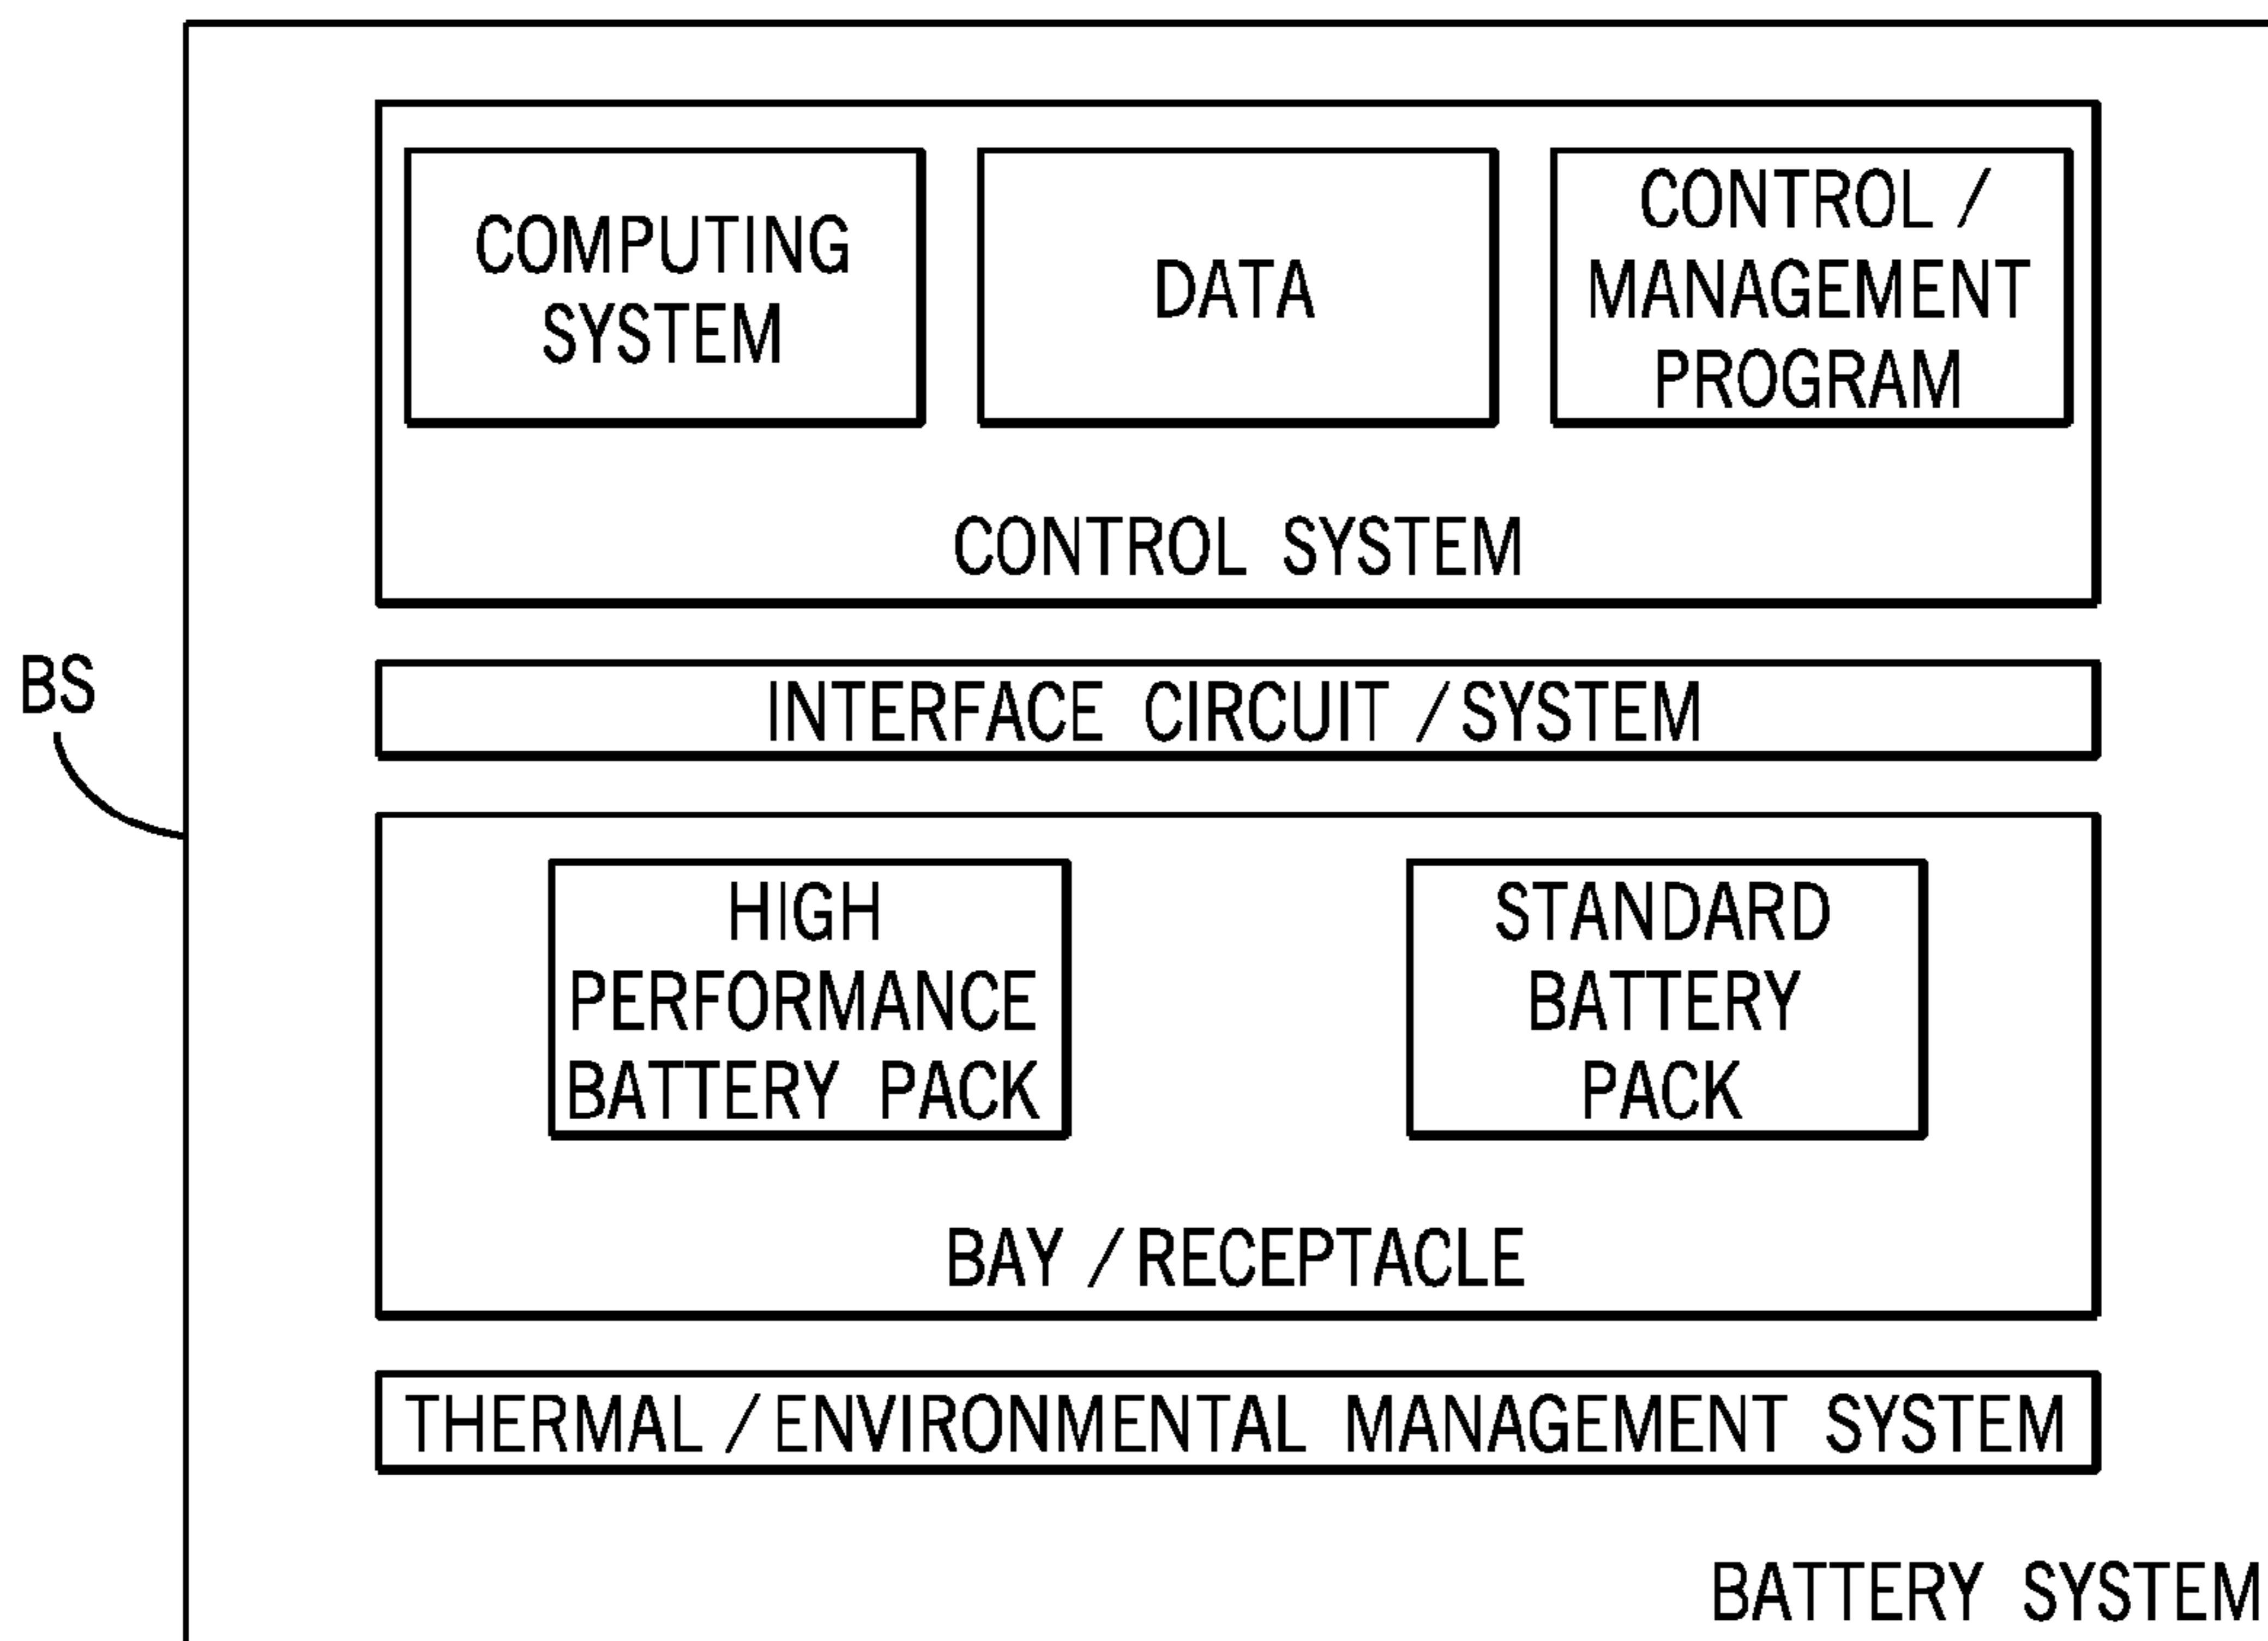 COMPUTING
SYSTEM
DATA
CONTROL /
MANAGEMENT
PROGRAM
CONTROL SYSTEM
BS
INTERFACE CIRCUIT / SYSTEM
HIGH
PERFORMANCE
BATTERY PACK
STANDARD
BATTERY
PACK
BAY / RECEPTACLE
THERMAL / ENVIRONMENTAL MANAGEMENT SYSTEM
BATTERY SYSTEM